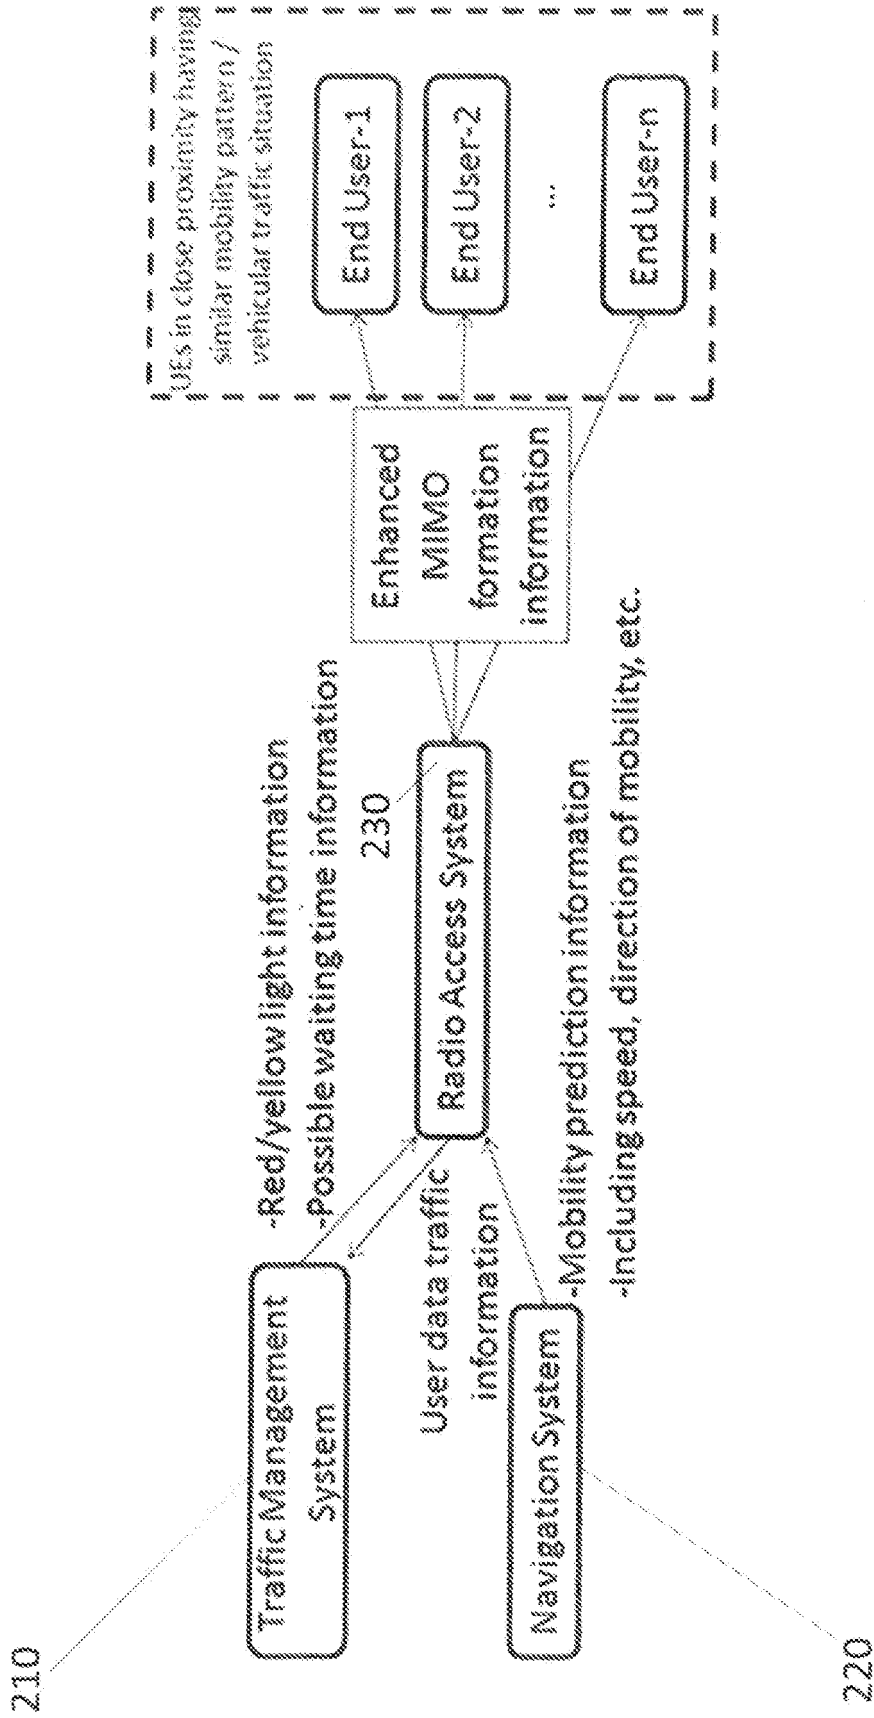 210
Traffic Management
System
-Red/yellow light information
-Possible waiting time information
User data traffic
information
Navigation System
220
-Mobility prediction information
-Including speed, direction of mobility, etc.
230
Radio Access System
Enhanced
MIMO
formation
information
UEs in close proximity having
similar mobility pattern /
vehicular traffic situation
End User-1
End User-2
...
End User-n